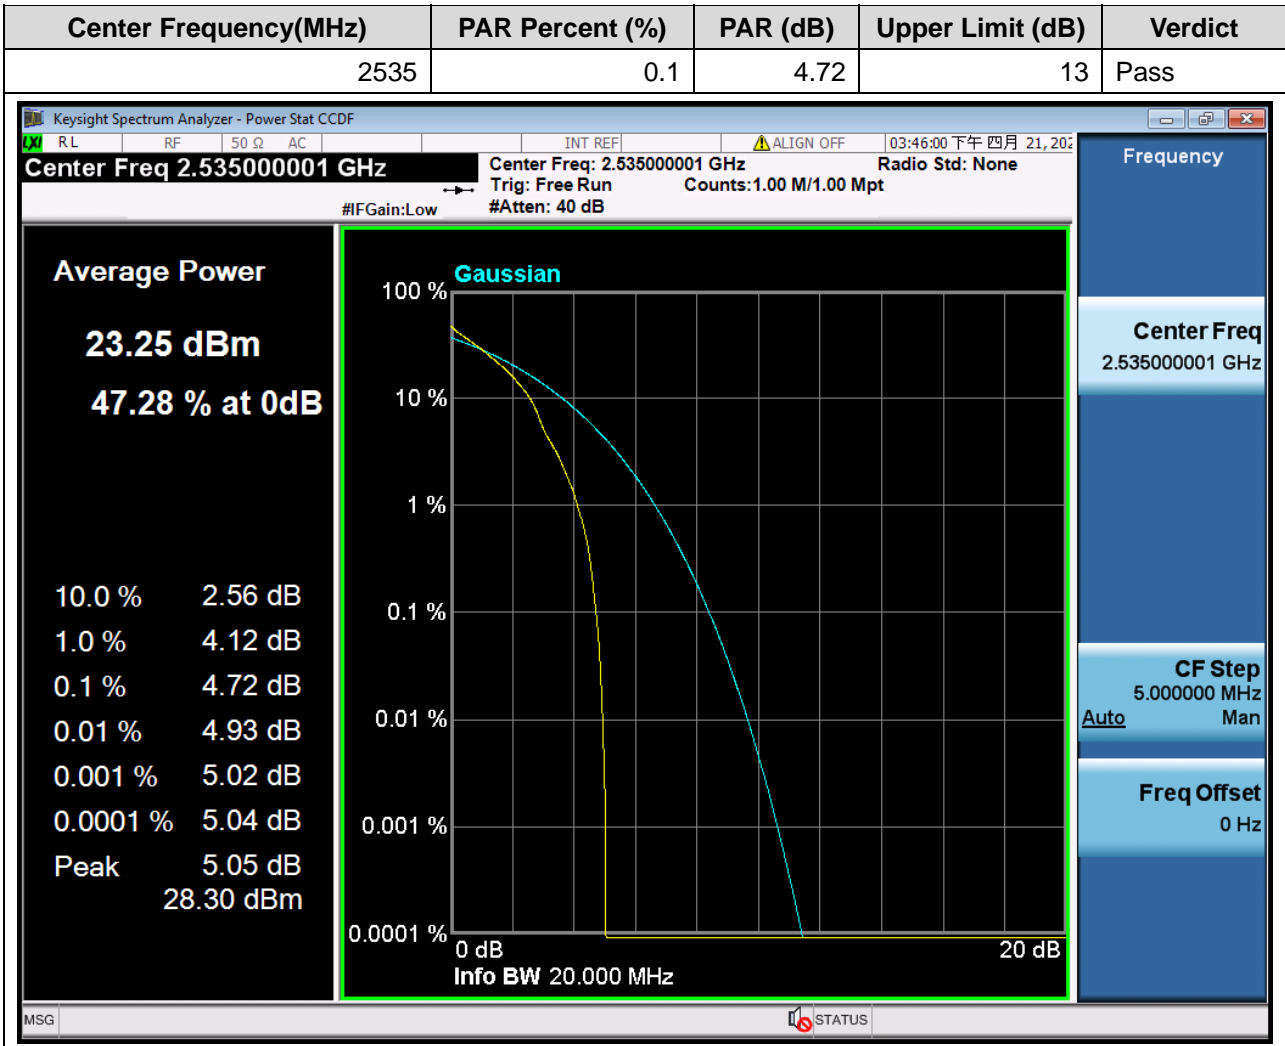 Center Frequency(MHz) PAR Percent (%) PAR (dB) Upper Limit (dB) Verdict
2535 0.1 4.72 13 Pass
Keysight Spectrum Analyzer - Power Stat CCDF
LXI RL RF 50 Ω AC INT REF ALIGN OFF 03:46:00 下午 四月 21, 202
Center Freq 2.535000001 GHz
Center Freq: 2.535000001 GHz Radio Std: None
Trig: Free Run Counts:1.00 M/1.00 Mpt
#IFGain:Low #Atten: 40 dB
Average Power
23.25 dBm
47.28 % at 0dB
10.0 % 2.56 dB
1.0 % 4.12 dB
0.1 % 4.72 dB
0.01 % 4.93 dB
0.001 % 5.02 dB
0.0001 % 5.04 dB
Peak 5.05 dB
28.30 dBm
Gaussian
100 %
10 %
1 %
0.1 %
0.01 %
0.001 %
0.0001 %
0 dB 20 dB
Info BW 20.000 MHz
Frequency
Center Freq
2.535000001 GHz
CF Step
5.000000 MHz
Auto Man
Freq Offset
0 Hz
MSG STATUS